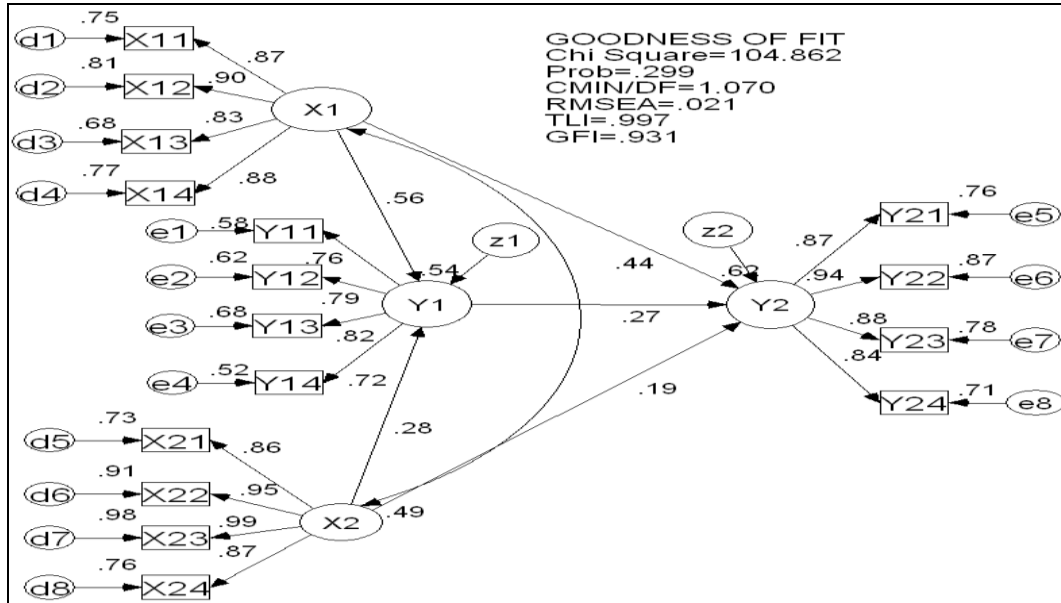 GOODNESS OF FIT
Chi Square=104.862
Prob=.299
CMIN/DF=1.070
RMSEA=.021
TLI=.997
GFI=.931
d1
.75
X11
.87
d2
.81
X12
.90
d3
.68
X13
.83
d4
.77
X14
.88
X1
.56
.44
e1
.58
Y11
.76
e2
.62
Y12
.79
e3
.68
Y13
.82
e4
.52
Y14
.72
z1
.54
Y1
.27
z2
.62
Y2
.19
.28
.49
.87
Y21
.76
e5
.94
Y22
.87
e6
.88
Y23
.78
e7
.84
Y24
.71
e8
d5
.73
X21
.86
d6
.91
X22
.95
d7
.98
X23
.99
d8
.76
X24
.87
X2